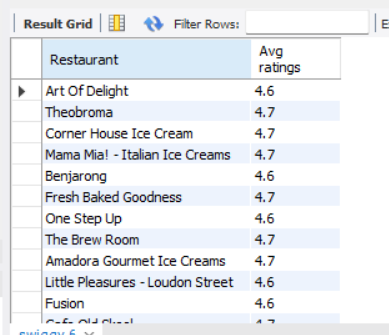 Result Grid Filter Rows: E
Restaurant Avg ratings
Art Of Delight 4.6
Theobroma 4.7
Corner House Ice Cream 4.7
Mama Mia! - Italian Ice Creams 4.7
Benjarong 4.6
Fresh Baked Goodness 4.7
One Step Up 4.6
The Brew Room 4.7
Amadora Gourmet Ice Creams 4.7
Little Pleasures - Loudon Street 4.6
Fusion 4.6
swiggy 6